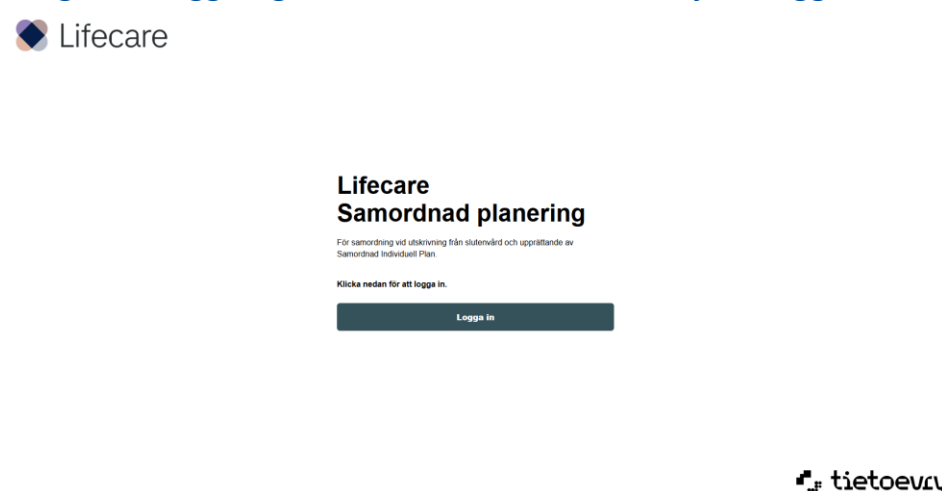 Lifecare
Lifecare
Samordnad planering
För samordning vid utskrivning från slutenvård och upprättande av
Samordnad Individuell Plan.
Klicka nedan för att logga in.
Logga in
tietoevry